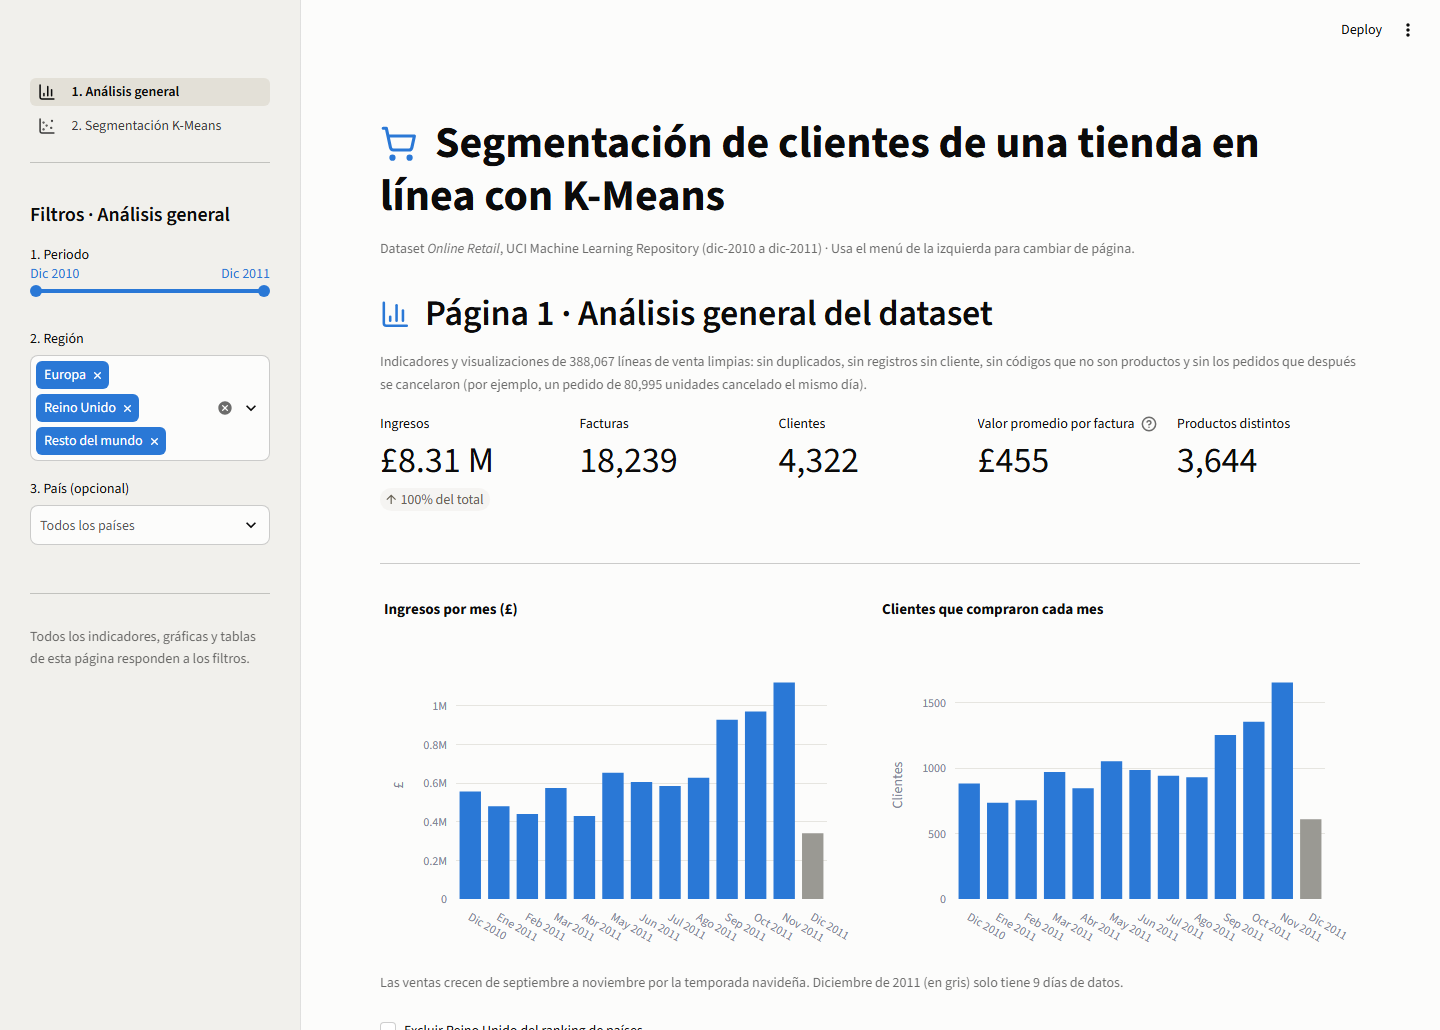 Deploy
1. Análisis general
2. Segmentación K-Means
Filtros · Análisis general
1. Periodo
Dic 2010 Dic 2011
2. Región
Europa
Reino Unido
Resto del mundo
3. País (opcional)
Todos los países
Todos los indicadores, gráficas y tablas
de esta página responden a los filtros.
Segmentación de clientes de una tienda en
línea con K-Means
Dataset Online Retail, UCI Machine Learning Repository (dic-2010 a dic-2011) · Usa el menú de la izquierda para cambiar de página.
Página 1 · Análisis general del dataset
Indicadores y visualizaciones de 388,067 líneas de venta limpias: sin duplicados, sin registros sin cliente, sin códigos que no son productos y sin los pedidos que después
se cancelaron (por ejemplo, un pedido de 80,995 unidades cancelado el mismo día).
Ingresos
£8.31 M
↑ 100% del total
Facturas
18,239
Clientes
4,322
Valor promedio por factura
£455
Productos distintos
3,644
Ingresos por mes (£)
£
1M
0.8M
0.6M
0.4M
0.2M
0
Dic 2010
Ene 2011
Feb 2011
Mar 2011
Abr 2011
May 2011
Jun 2011
Jul 2011
Ago 2011
Sep 2011
Oct 2011
Nov 2011
Dic 2011
Clientes que compraron cada mes
Clientes
1500
1000
500
0
Dic 2010
Ene 2011
Feb 2011
Mar 2011
Abr 2011
May 2011
Jun 2011
Jul 2011
Ago 2011
Sep 2011
Oct 2011
Nov 2011
Dic 2011
Las ventas crecen de septiembre a noviembre por la temporada navideña. Diciembre de 2011 (en gris) solo tiene 9 días de datos.
Excluir Reino Unido del ranking de países